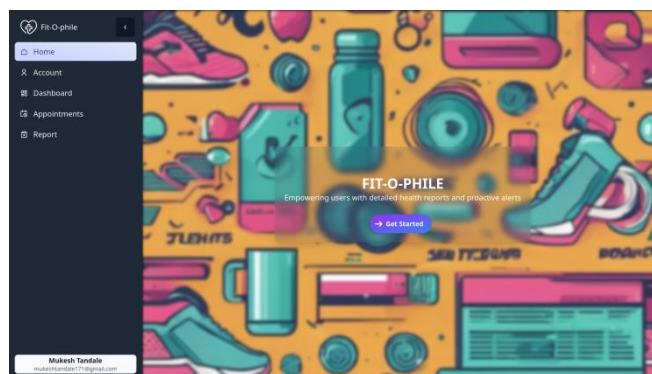 Fit-O-phile
Home
Account
Dashboard
Appointments
Report
FIT-O-PHILE
Empowering users with detailed health reports and proactive alerts
Get Started
Mukesh Tandale
mukeshtandale171@gmail.com